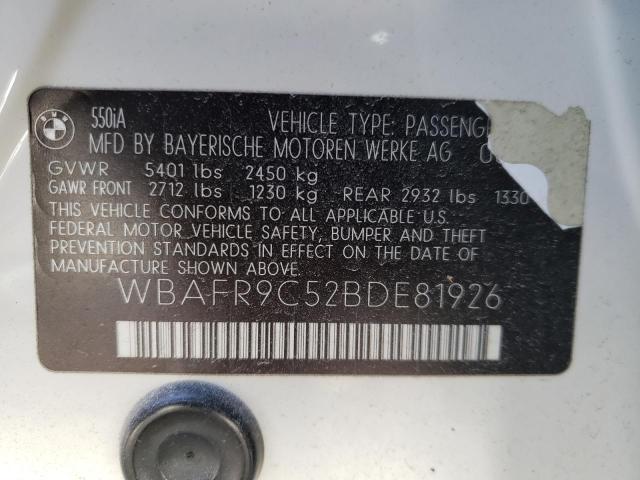 BMW
550iA
VEHICLE TYPE: PASSENG
MFD BY BAYERISCHE MOTOREN WERKE AG
GVWR 5401 lbs 2450 kg
GAWR FRONT 2712 lbs 1230 kg REAR 2932 lbs 1330
THIS VEHICLE CONFORMS TO ALL APPLICABLE U.S.
FEDERAL MOTOR VEHICLE SAFETY, BUMPER AND THEFT
PREVENTION STANDARDS IN EFFECT ON THE DATE
OF MANUFACTURE SHOWN ABOVE
WBAFR9C52BDE81926